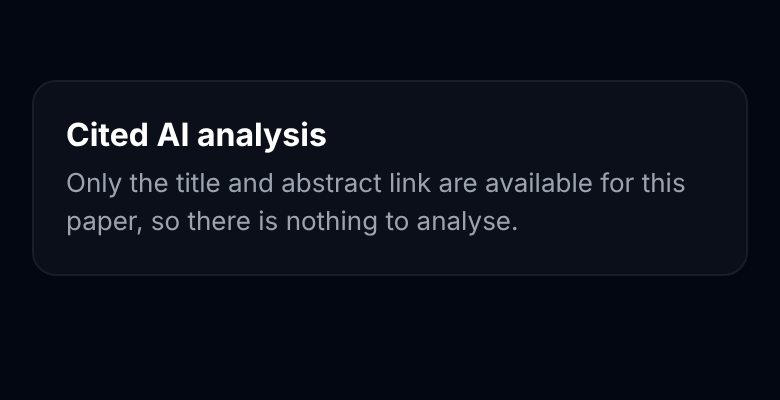 Cited AI analysis
Only the title and abstract link are available for this
paper, so there is nothing to analyse.